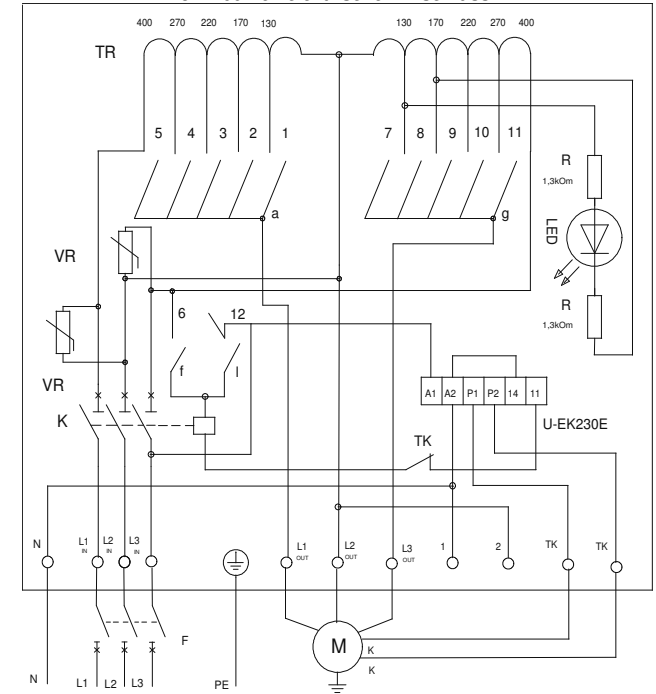 400 270 220 170 130 130 170 220 270 400
TR
5 4 3 2 1 7 8 9 10 11
R
1,3kOm
a g
LED
VR
R
1,3kOm
6 12
f I
VR
K
A1 A2 P1 P2 14 11
U-EK230E
TK
N L1 IN L2 IN L3 IN L1 OUT L2 OUT L3 OUT 1 2 TK TK
F
M
K
K
N L1 L2 L3 PE